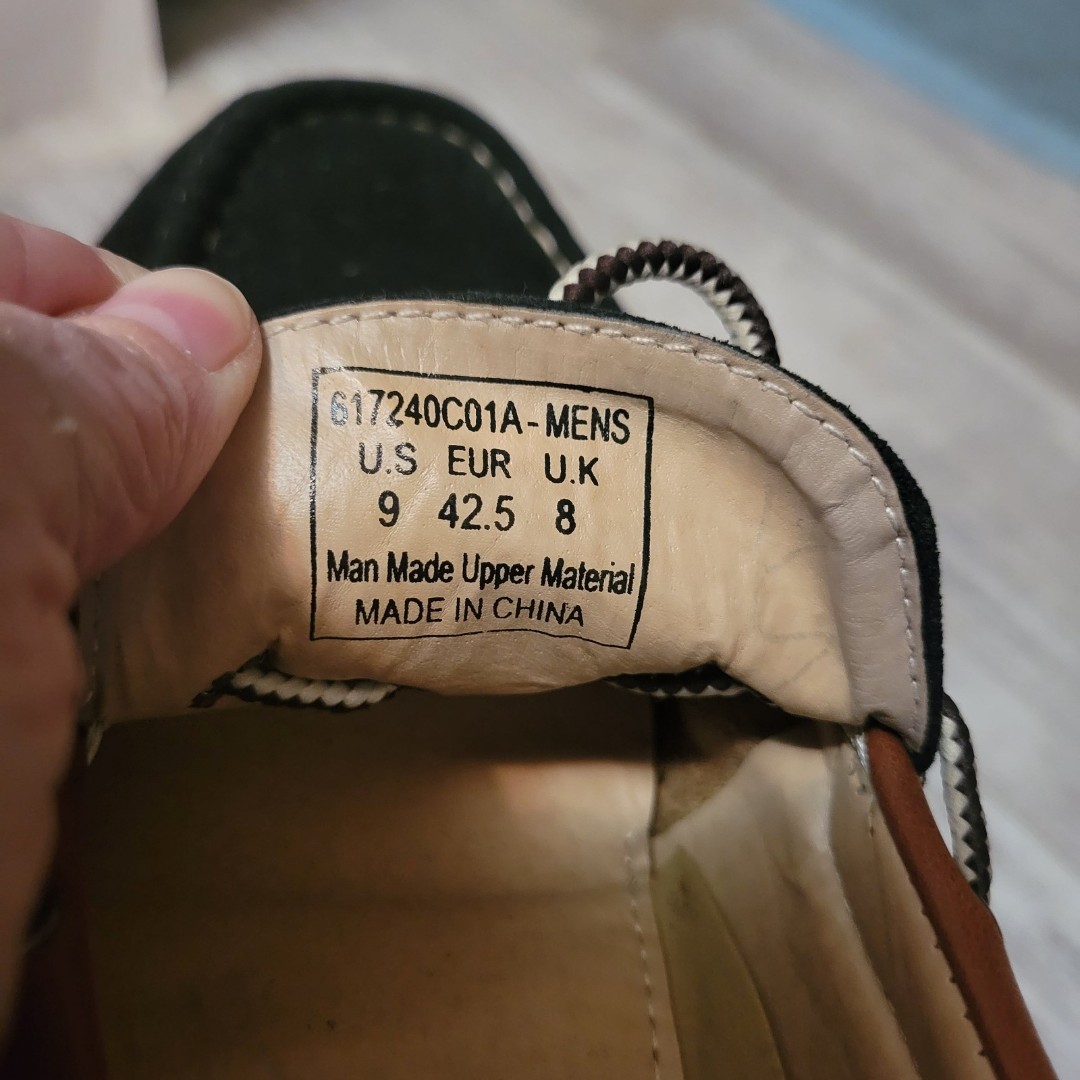 617240C01A-MENS
U.S EUR U.K
9 42.5 8
Man Made Upper Material
MADE IN CHINA